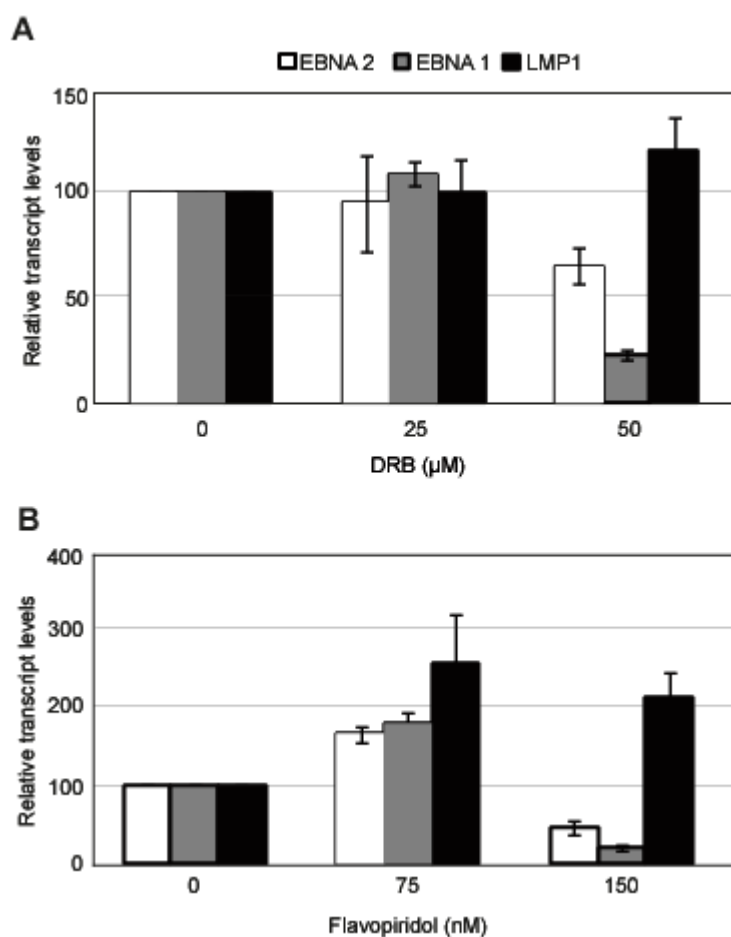 A
EBNA 2 EBNA 1 LMP1
150
100
50
0
Relative transcript levels
0 25 50
DRB (µM)
B
400
300
200
100
0
Relative transcript levels
0 75 150
Flavopiridol (nM)